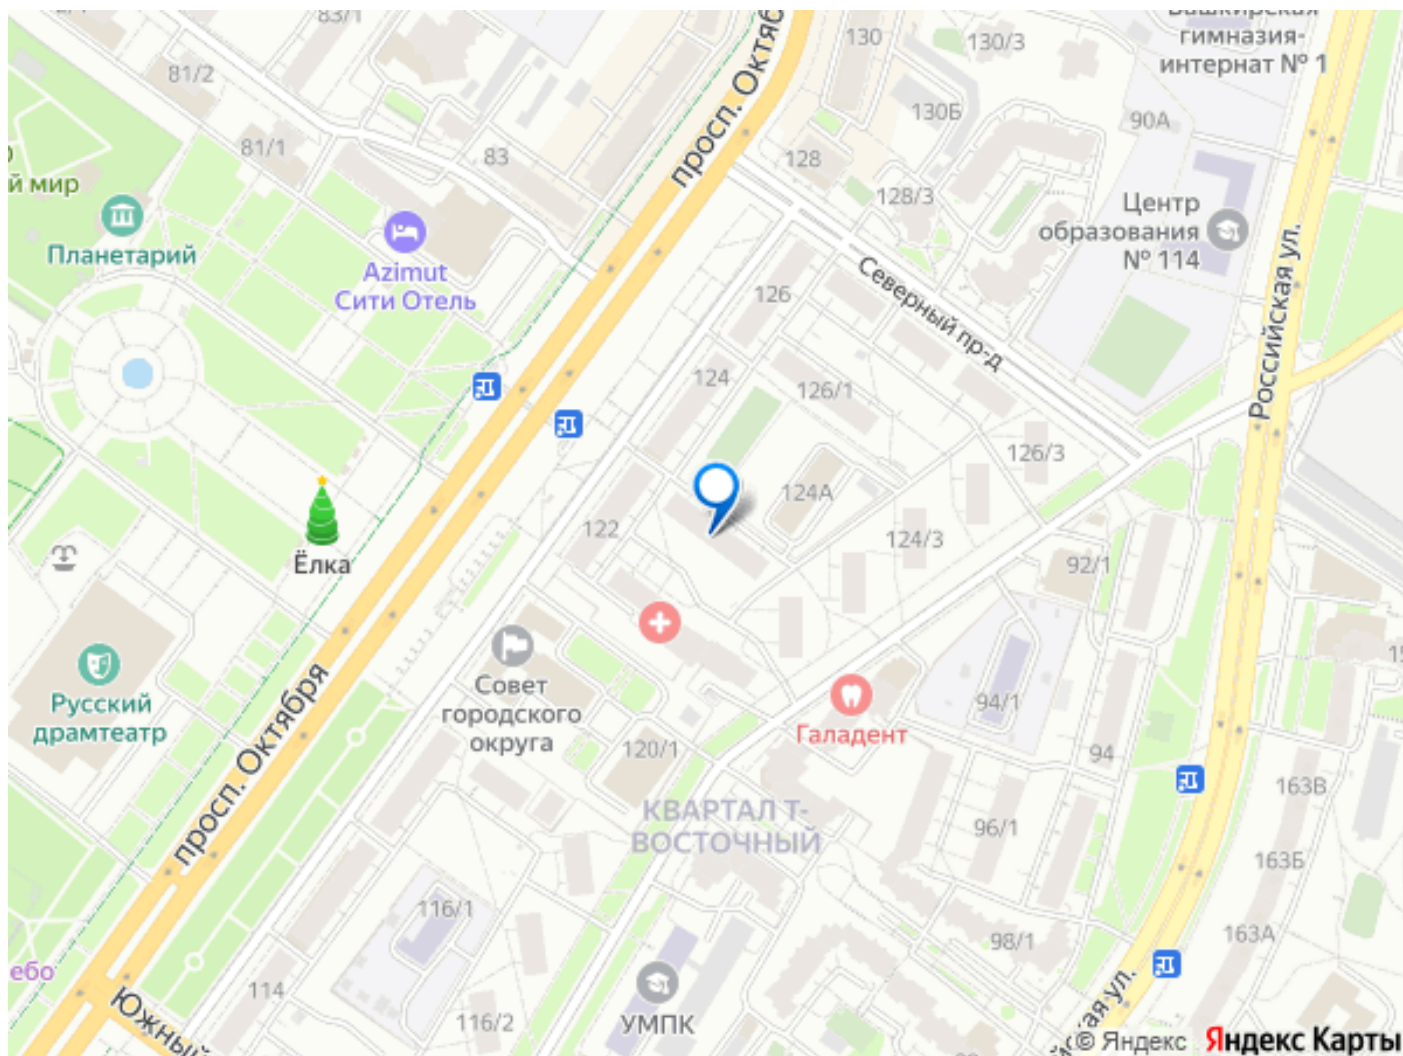 83/1
81/2
81/1
83
й мир
Планетарий
Azimut
Сити Отель
просп. Октяб
130
130/3
130Б
гимназия-
интернат № 1
90А
128
128/3
Центр
образования
№ 114
Северный пр-д
Российская ул.
126
124
126/1
126/3
124А
122
124/3
92/1
Ёлка
Русский
драмтеатр
просп. Октября
Совет
городского
округа
120/1
Галадент
94/1
94
КВАРТАЛ Т-
ВОСТОЧНЫЙ
96/1
163В
163Б
163А
98/1
116/1
114
116/2
УМПК
ебо
Южный
ская ул.
© Яндекс
Яндекс Карты